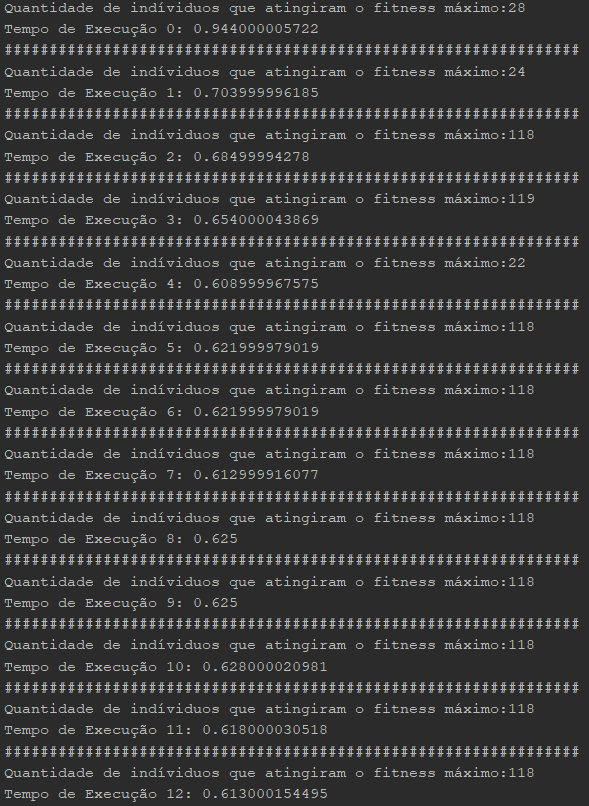 Quantidade de indíviduos que atingiram o fitness máximo:28
Tempo de Execução 0: 0.944000005722
################################################################
Quantidade de indíviduos que atingiram o fitness máximo:24
Tempo de Execução 1: 0.703999996185
################################################################
Quantidade de indíviduos que atingiram o fitness máximo:118
Tempo de Execução 2: 0.68499994278
################################################################
Quantidade de indíviduos que atingiram o fitness máximo:119
Tempo de Execução 3: 0.654000043869
################################################################
Quantidade de indíviduos que atingiram o fitness máximo:22
Tempo de Execução 4: 0.608999967575
################################################################
Quantidade de indíviduos que atingiram o fitness máximo:118
Tempo de Execução 5: 0.621999979019
################################################################
Quantidade de indíviduos que atingiram o fitness máximo:118
Tempo de Execução 6: 0.621999979019
################################################################
Quantidade de indíviduos que atingiram o fitness máximo:118
Tempo de Execução 7: 0.612999916077
################################################################
Quantidade de indíviduos que atingiram o fitness máximo:118
Tempo de Execução 8: 0.625
################################################################
Quantidade de indíviduos que atingiram o fitness máximo:118
Tempo de Execução 9: 0.625
################################################################
Quantidade de indíviduos que atingiram o fitness máximo:118
Tempo de Execução 10: 0.628000020981
################################################################
Quantidade de indíviduos que atingiram o fitness máximo:118
Tempo de Execução 11: 0.618000030518
################################################################
Quantidade de indíviduos que atingiram o fitness máximo:118
Tempo de Execução 12: 0.613000154495